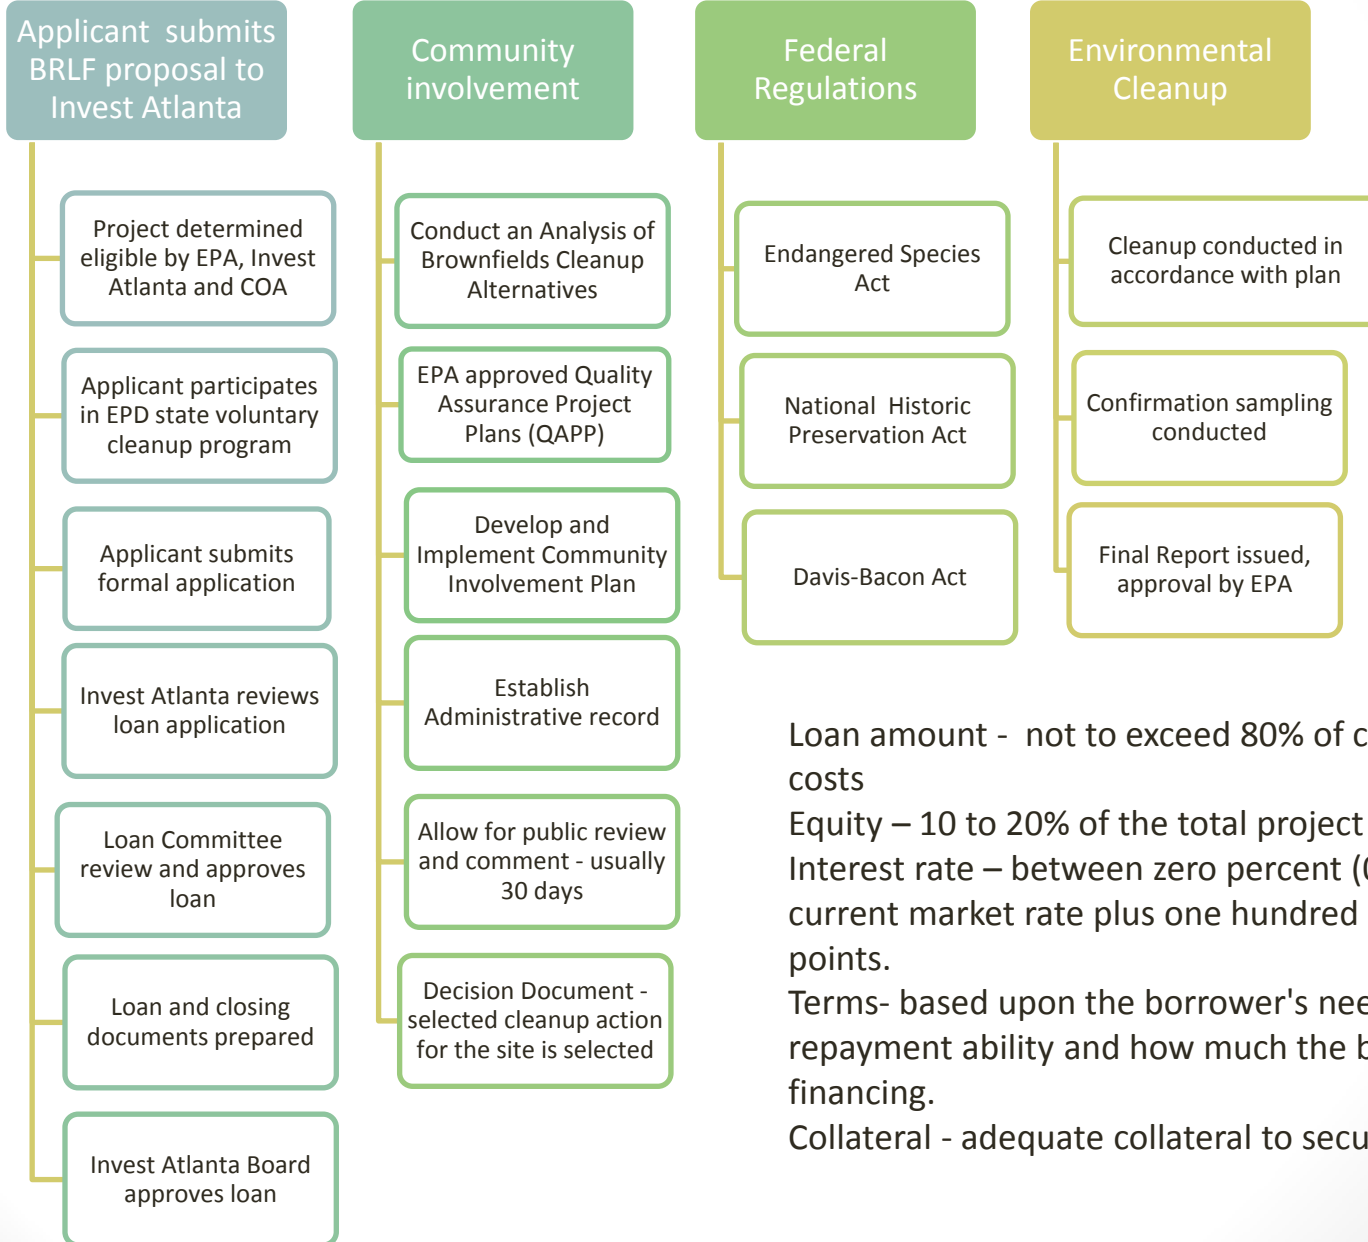 Applicant  submits
BRLF proposal to
Invest Atlanta
Project determined
eligible by EPA, Invest
Atlanta and COA
Applicant participates
in EPD state voluntary
cleanup program
Applicant submits
formal application
Invest Atlanta reviews
loan application
Loan Committee
review and approves
loan
Loan and closing
documents prepared
Invest Atlanta Board
approves loan
Community
involvement
Conduct an Analysis of
Brownfields Cleanup
Alternatives
EPA approved Quality
Assurance Project
Plans (QAPP)
Develop and
Implement Community
Involvement Plan
Establish
Administrative record
Allow for public review
and comment - usually
30 days
Decision Document -
selected cleanup action
for the site is selected
Federal
Regulations
Endangered Species
Act
National  Historic
Preservation Act
Davis-Bacon Act
Environmental
Cleanup
Cleanup conducted in
accordance with plan
Confirmation sampling
conducted
Final Report issued,
approval by EPA
Loan amount -  not to exceed 80% of
costs
Equity – 10 to 20% of the total project
Interest rate – between zero percent
current market rate plus one hundred
points.
Terms- based upon the borrower's
repayment ability and how much the
financing.
Collateral - adequate collateral to